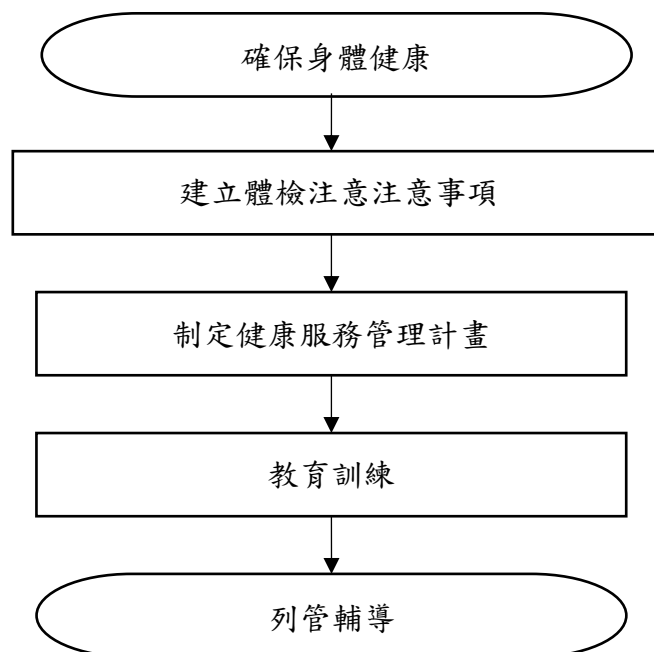 確保身體健康
建立體檢注意注意事項
制定健康服務管理計畫
教育訓練
列管輔導